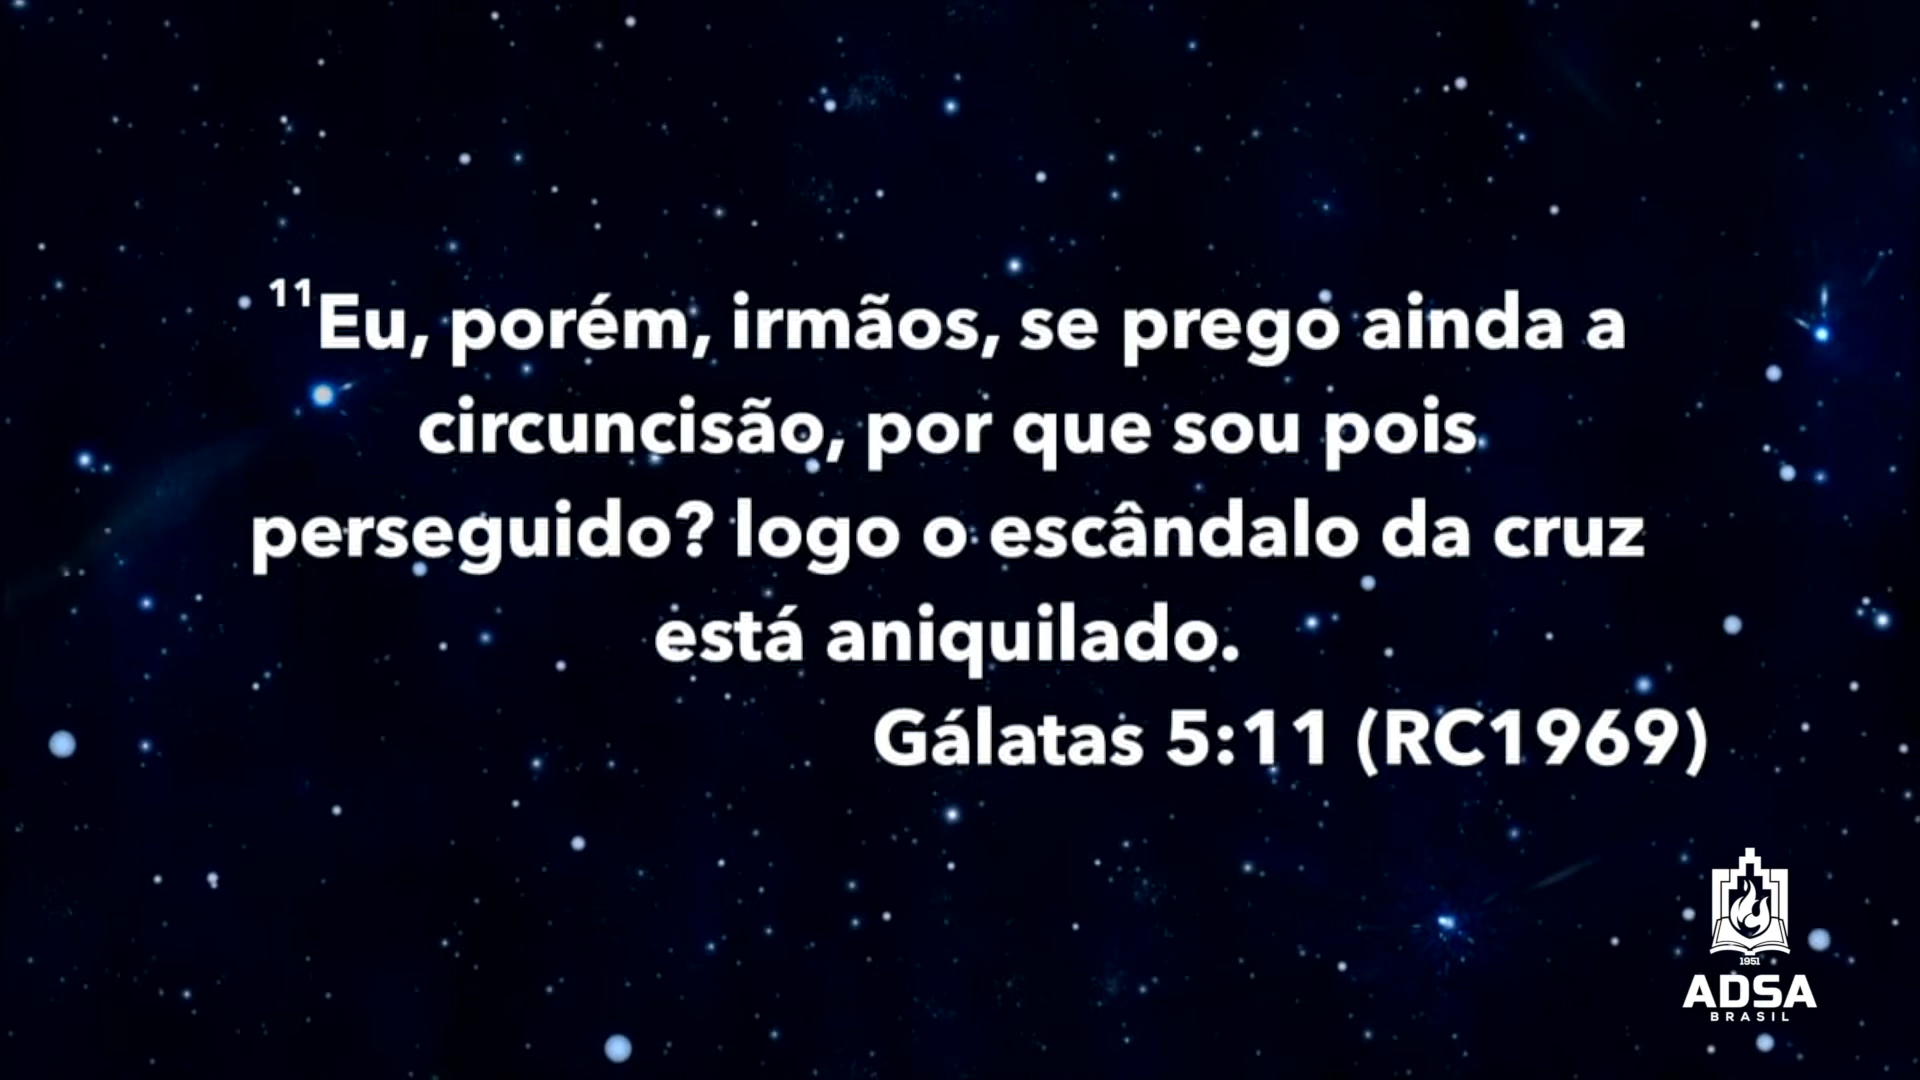 ¹¹Eu, porém, irmãos, se prego ainda a
circuncisão, por que sou pois
perseguido? logo o escândalo da cruz
está aniquilado.
Gálatas 5:11 (RC1969)
1951
ADSA
BRASIL